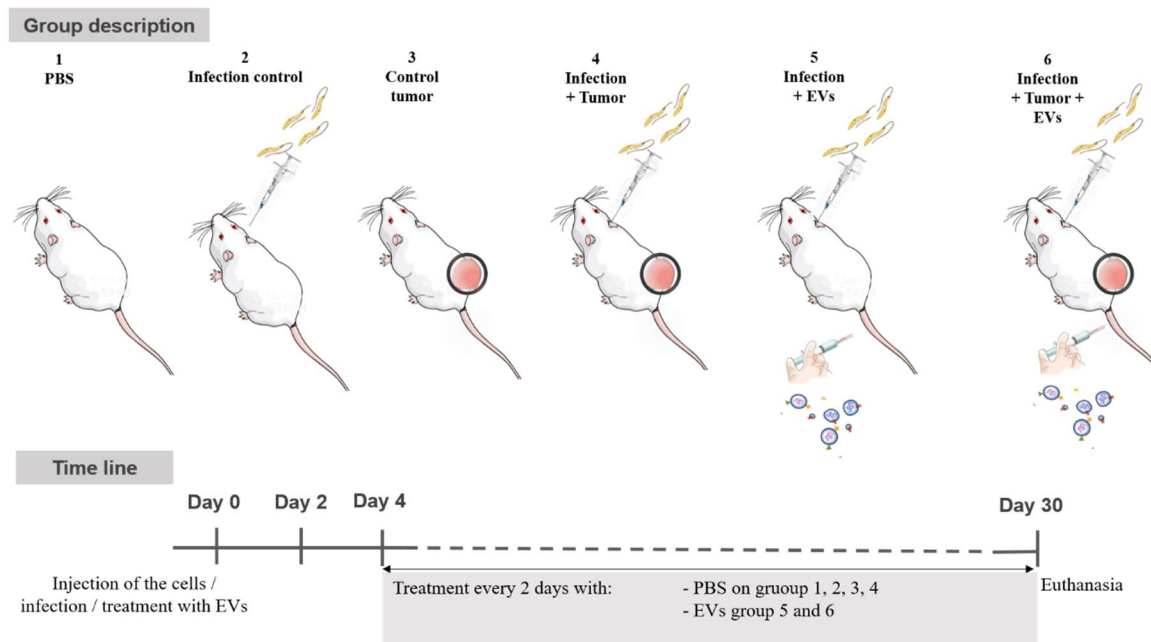 Group description
1
PBS
2
Infection control
3
Control
tumor
4
Infection
+ Tumor
5
Infection
+ EVs
6
Infection
+ Tumor +
EVs
Time line
Day 0
Day 2
Day 4
Day 30
Injection of the cells /
infection / treatment with EVs
Treatment every 2 days with:
- PBS on gruoup 1, 2, 3, 4
- EVs group 5 and 6
Euthanasia